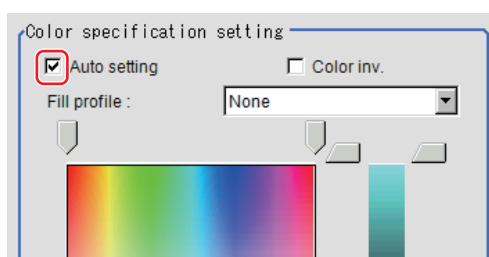 Color specification setting
Auto setting
Color inv.
Fill profile :
None